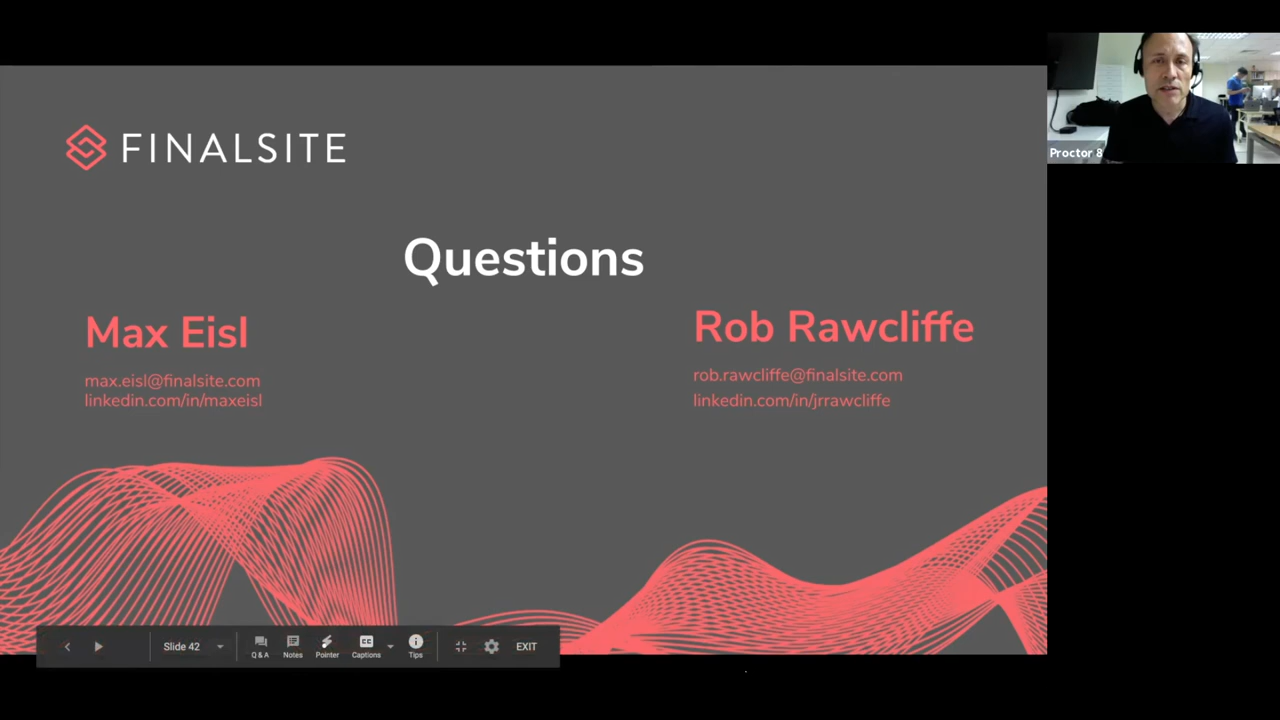 FINALSITE
Questions
Max Eisl
max.eisl@finalsite.com
linkedin.com/in/maxeisl
Rob Rawcliffe
rob.rawcliffe@finalsite.com
linkedin.com/in/jrrawcliffe
Proctor 8
Slide 42
Q & A
Notes
Pointer
Captions
Tips
EXIT